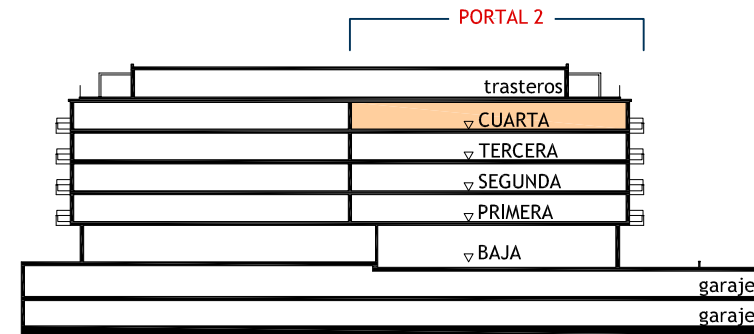 PORTAL 2
trasteros
CUARTA
TERCERA
SEGUNDA
PRIMERA
BAJA
garaje
garaje